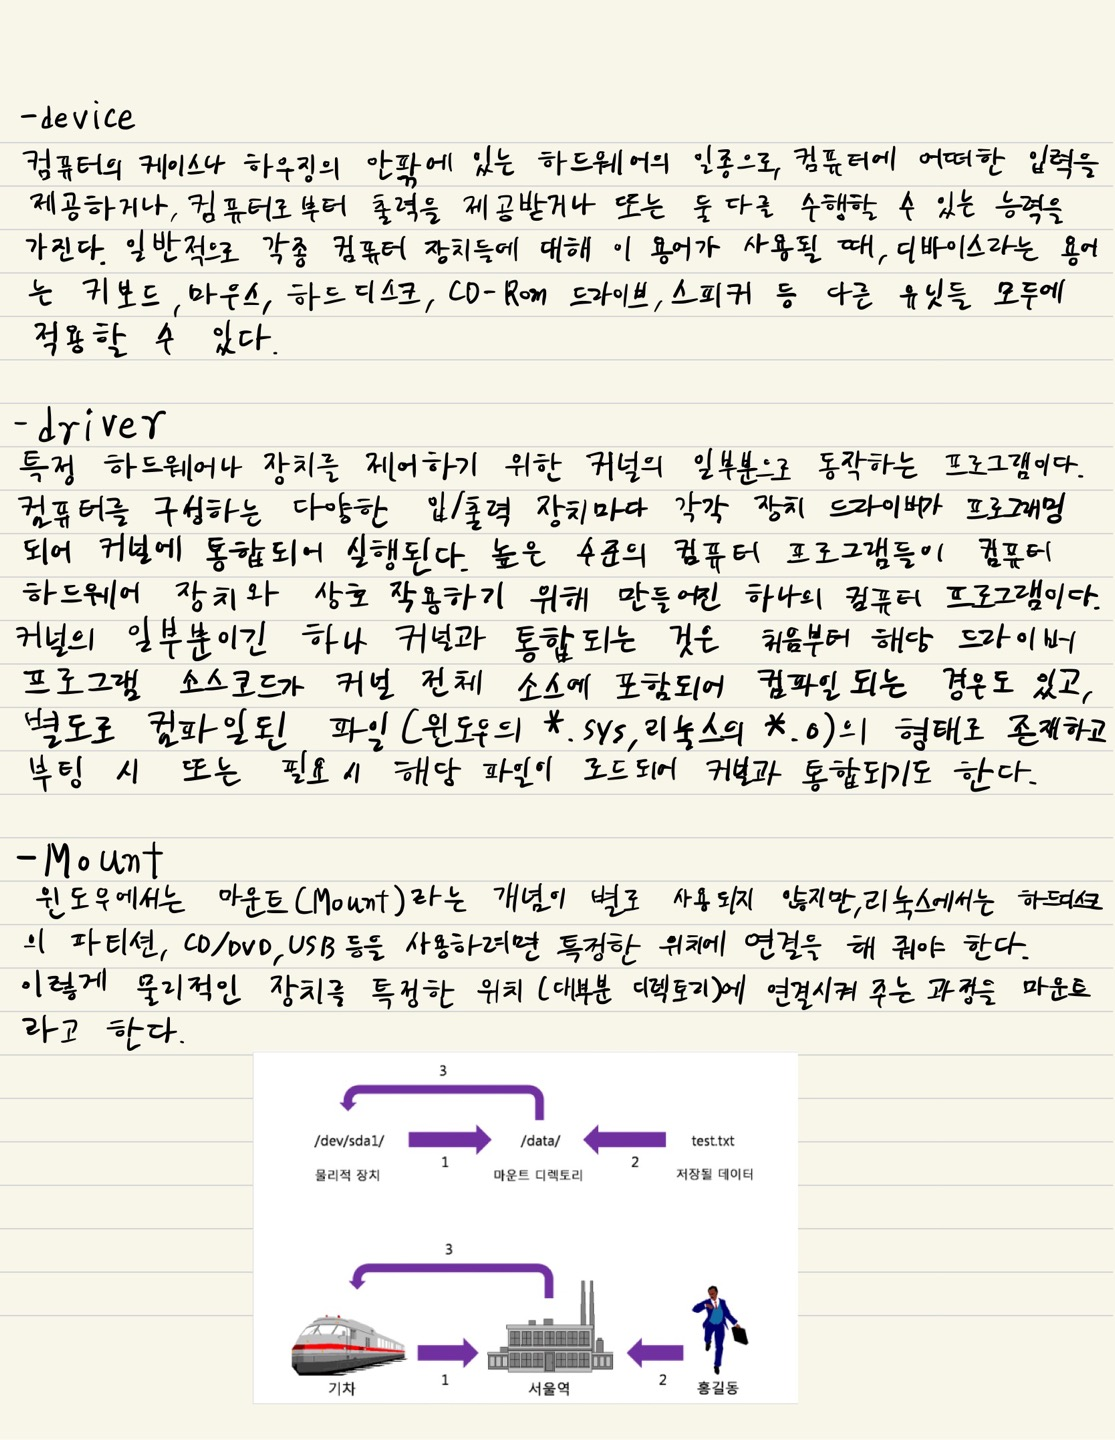 -device
컴퓨터의 케이스나 하우징의 안팎에 있는 하드웨어의 일종으로, 컴퓨터에 어떠한 입력을
제공하거나, 컴퓨터로부터 출력을 제공받거나 또는 둘 다를 수행할 수 있는 능력을
가진다. 일반적으로 각종 컴퓨터 장치들에 대해 이 용어가 사용될 때, 디바이스라는 용어
는 키보드, 마우스, 하드디스크, CD-Rom 드라이브, 스피커 등 다른 유닛들 모두에
적용할 수 있다.
-driver
특정 하드웨어나 장치를 제어하기 위한 커널의 일부분으로 동작하는 프로그램이다.
컴퓨터를 구성하는 다양한 입/출력 장치마다 각각 장치 드라이버가 프로그래밍
되어 커널에 통합되어 실행된다. 높은 수준의 컴퓨터 프로그램들이 컴퓨터
하드웨어 장치와 상호 작용하기 위해 만들어진 하나의 컴퓨터 프로그램이다.
커널의 일부분이긴 하나 커널과 통합되는 것은 처음부터 해당 드라이버
프로그램 소스코드가 커널 전체 소스에 포함되어 컴파일 되는 경우도 있고,
별도로 컴파일된 파일(윈도우의 *.sys, 리눅스의 *.o)의 형태로 존재하고
부팅 시 또는 필요시 해당 파일이 로드되어 커널과 통합되기도 한다.
-Mount
윈도우에서는 마운트(Mount)라는 개념이 별로 사용되지 않지만, 리눅스에서는 하드디스크
의 파티션, CD/DVD, USB 등을 사용하려면 특정한 위치에 연결을 해 줘야 한다.
이렇게 물리적인 장치를 특정한 위치(대부분 디렉토리)에 연결시켜 주는 과정을 마운트
라고 한다.
3
/dev/sda1/ /data/ test.txt
1 2
물리적 장치 마운트 디렉토리 저장될 데이터
3
1 2
기차 서울역 홍길동